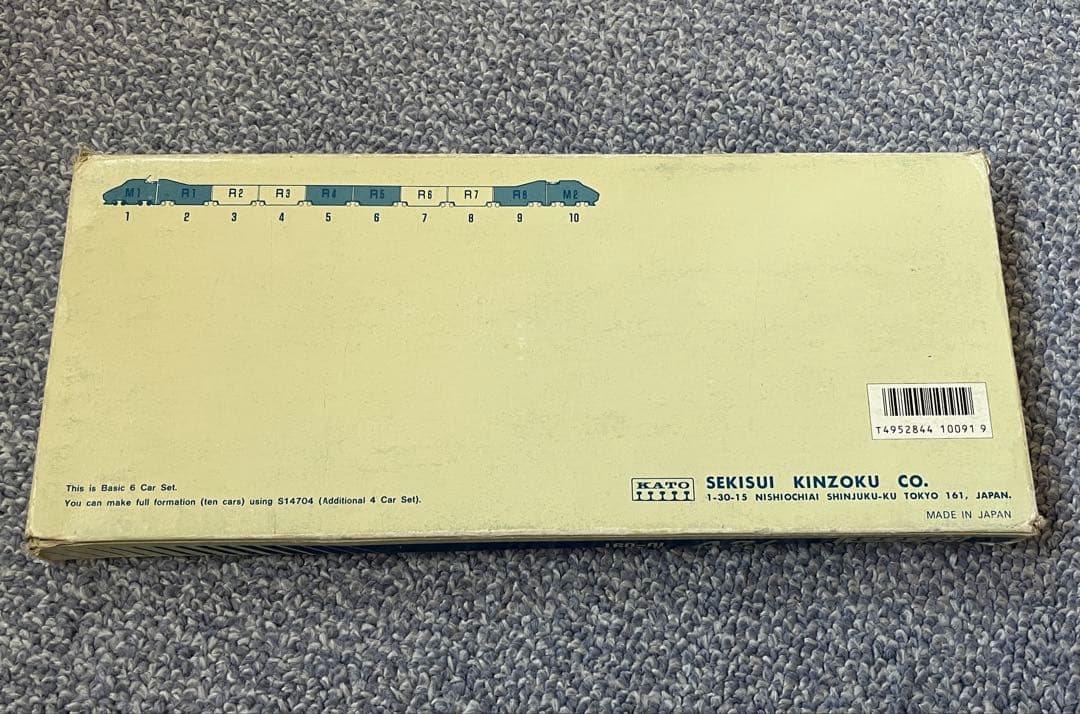 M1 R1 R2 R3 R4 R5 R6 R7 R8 M2
1 2 3 4 5 6 7 8 9 10
T4952844 10091 9
This is Basic 6 Car Set.
You can make full formation (ten cars) using S14704 (Additional 4 Car Set).
KATO
SEKISUI KINZOKU CO.
1-30-15 NISHIOCHIAI SHINJUKU-KU TOKYO 161, JAPAN.
MADE IN JAPAN
10-091